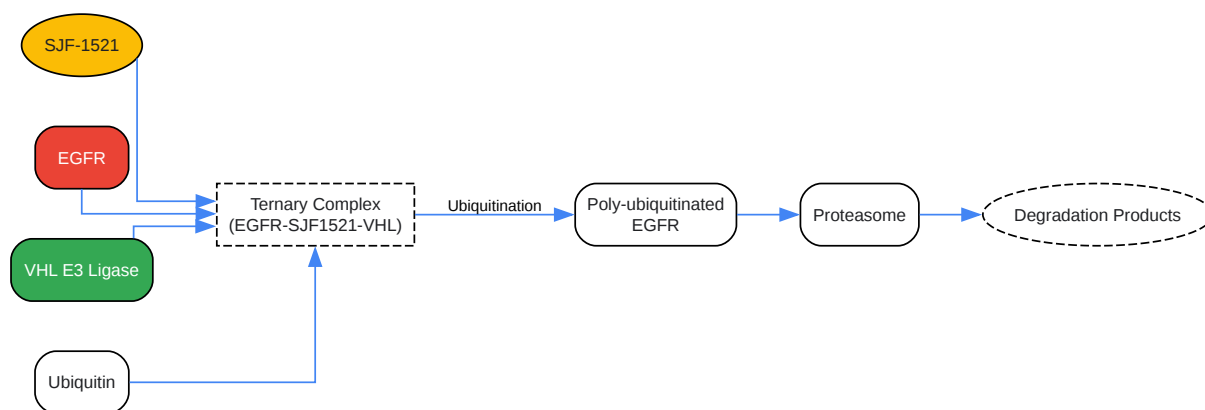 SJF-1521
EGFR
VHL E3 Ligase
Ubiquitin
Ternary Complex
(EGFR-SJF1521-VHL)
Ubiquitination
Poly-ubiquitinated
EGFR
Proteasome
Degradation Products